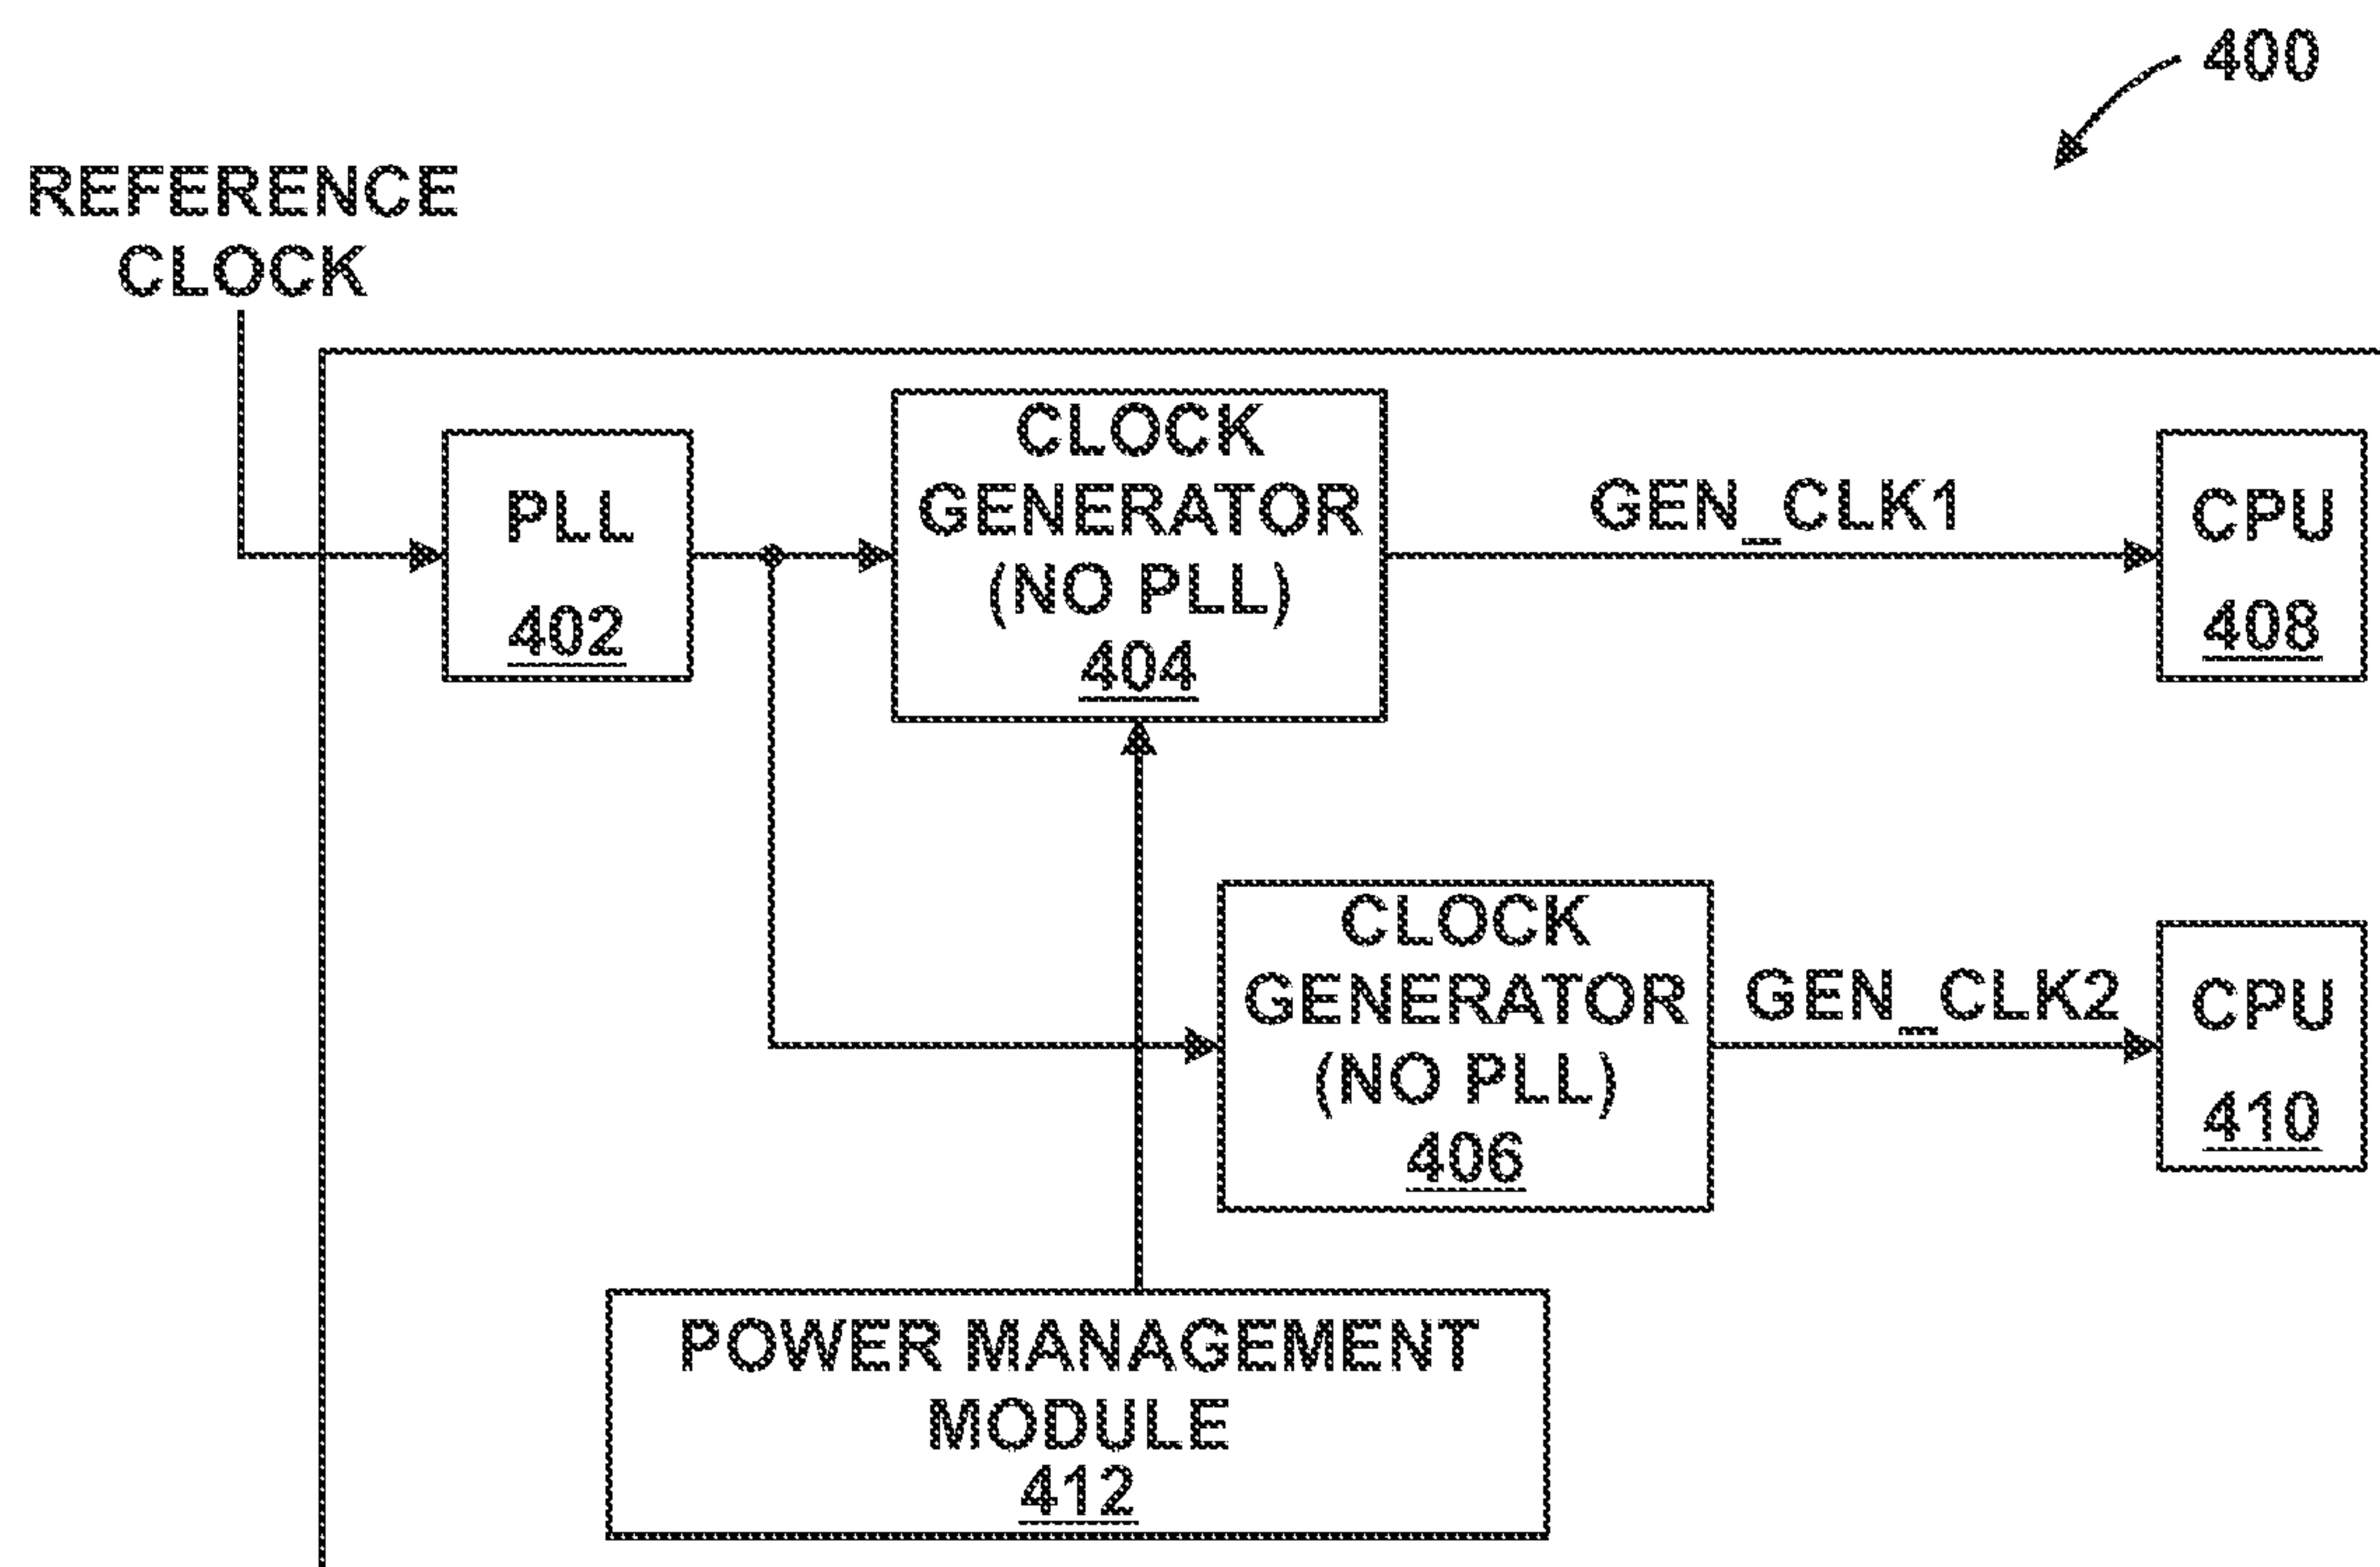 400
REFERENCE
CLOCK
PLL
402
CLOCK
GENERATOR
(NO PLL)
404
GEN_CLK1
CPU
408
CLOCK
GENERATOR
(NO PLL)
406
GEN_CLK2
CPU
410
POWER MANAGEMENT
MODULE
412